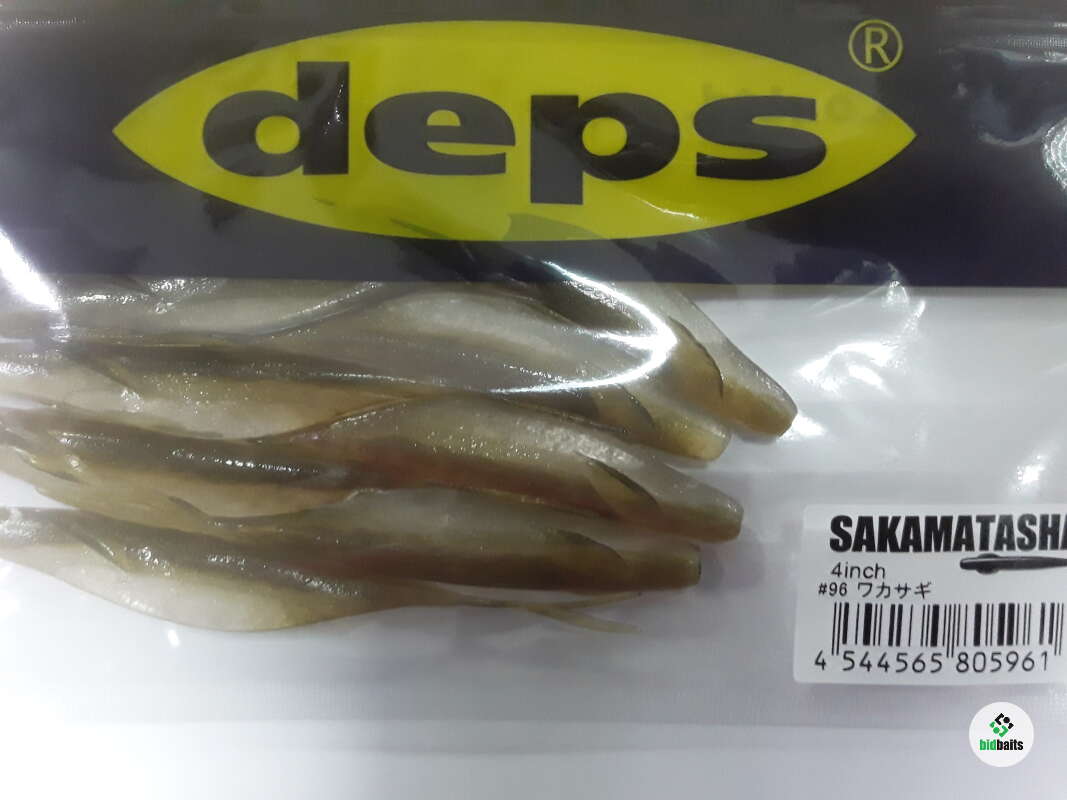 deps®
SAKAMATASHA
4inch
#96 ワカサギ
4 544565 805961
bidbaits